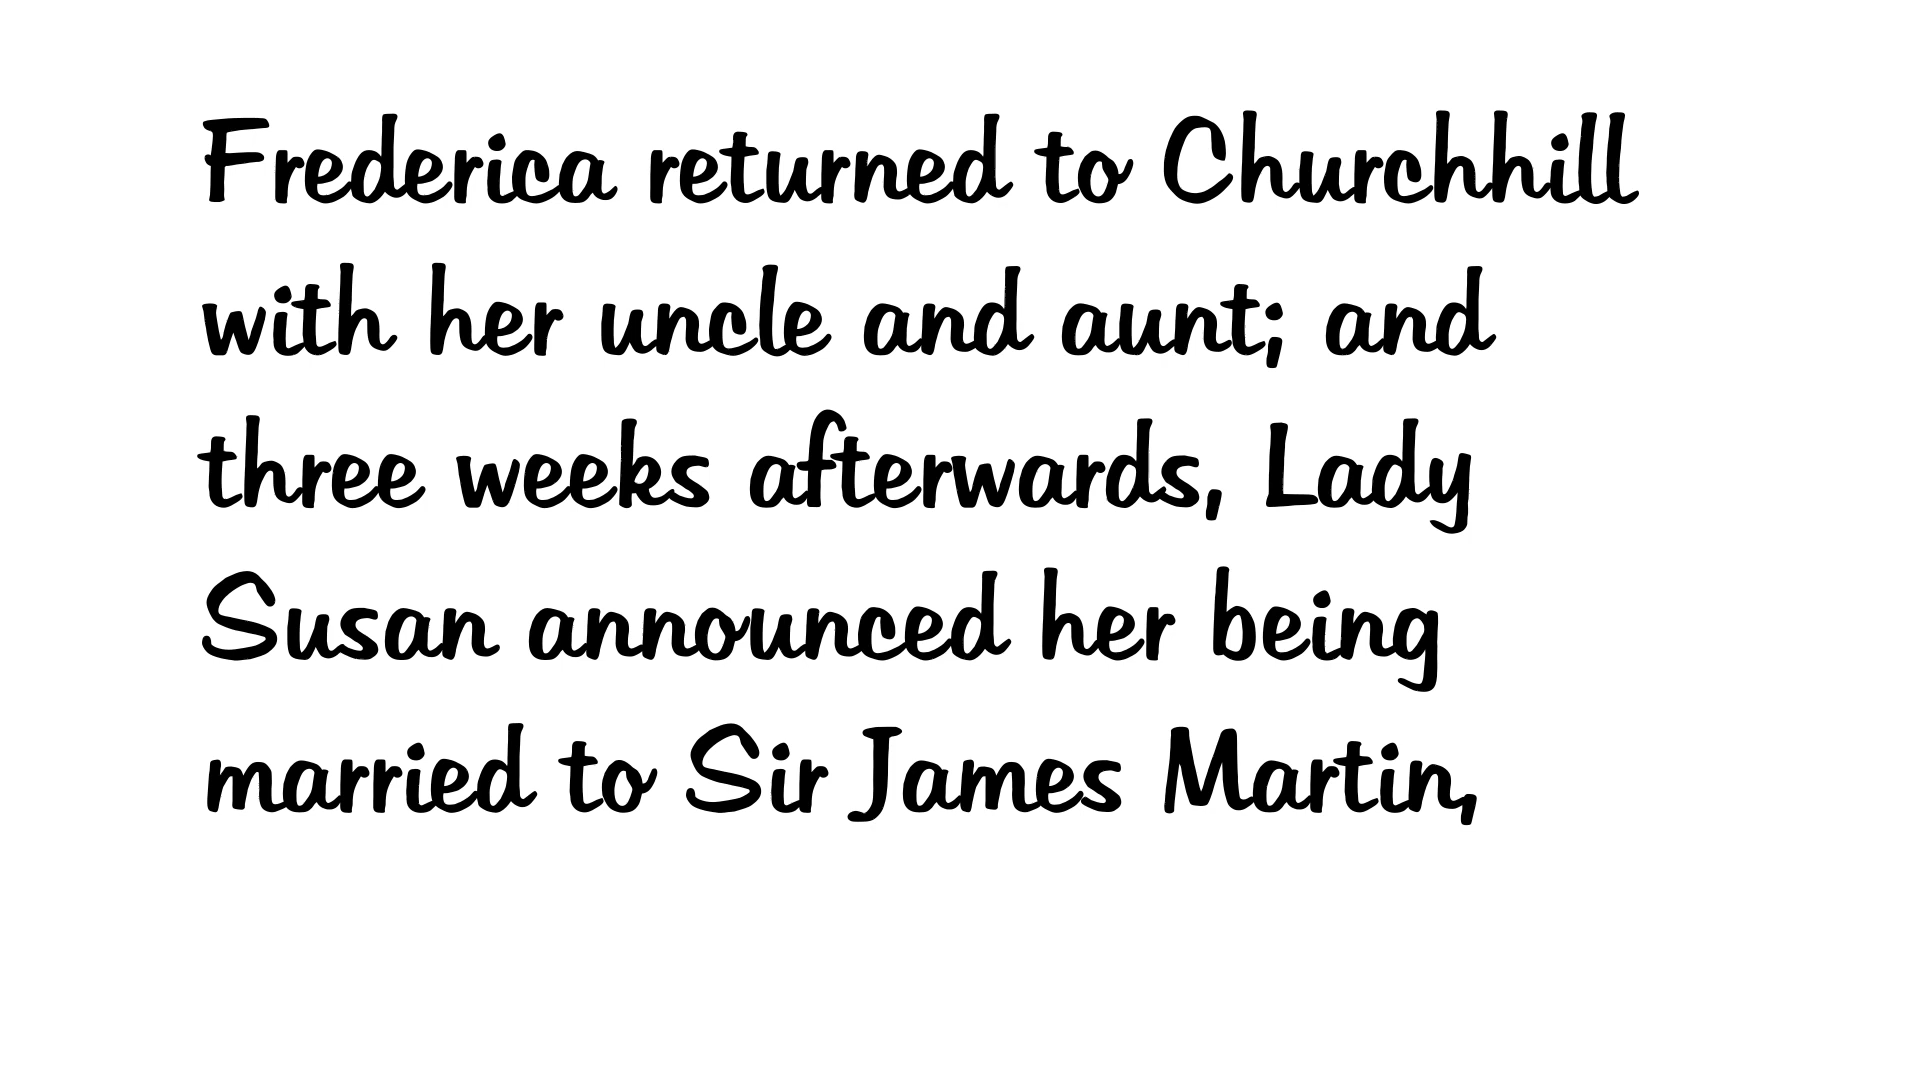 Frederica returned to Churchhill
with her uncle and aunt; and
three weeks afterwards, Lady
Susan announced her being
married to Sir James Martin,